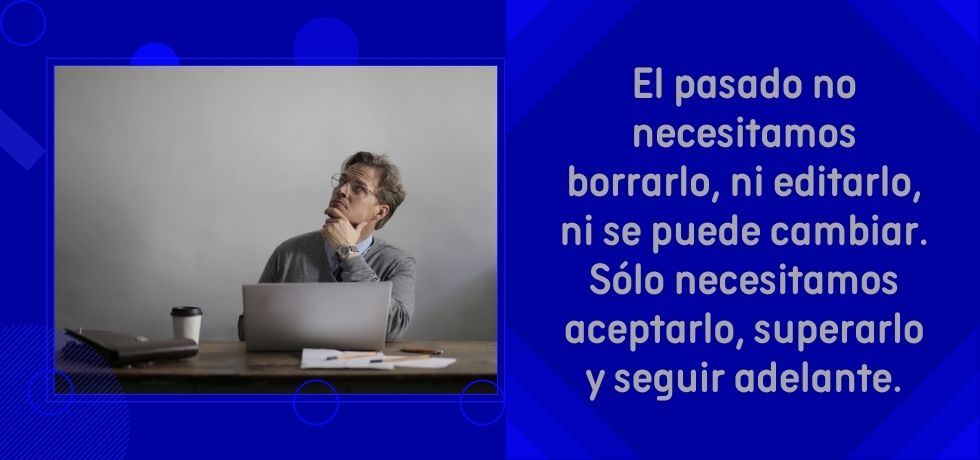 El pasado no
necesitamos
borrarlo, ni editarlo,
ni se puede cambiar.
Sólo necesitamos
aceptarlo, superarlo
y seguir adelante.